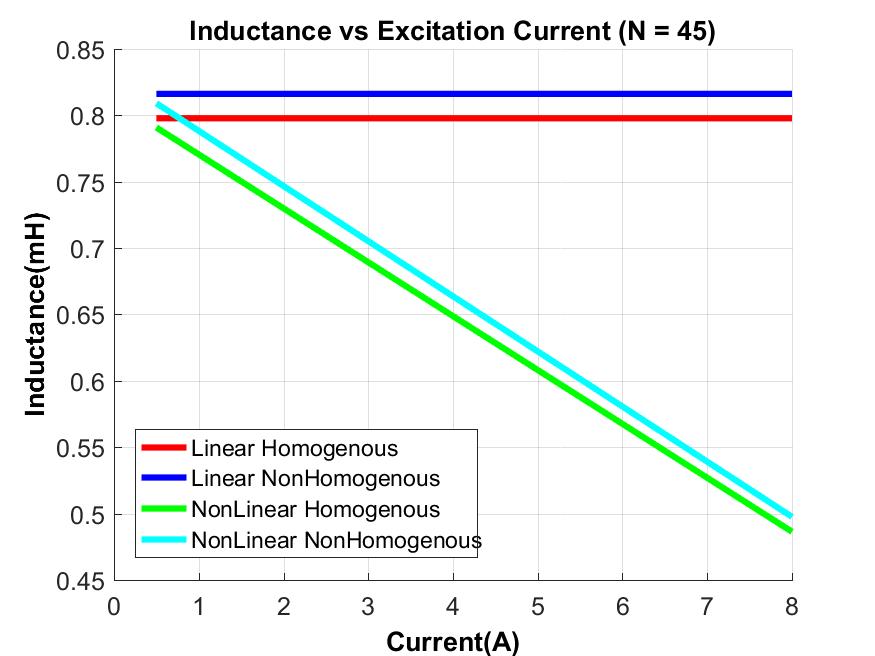 Inductance vs Excitation Current (N = 45)
0.85
0.8
0.75
0.7
0.65
0.6
0.55
0.5
0.45
Inductance(mH)
Linear Homogenous
Linear NonHomogenous
NonLinear Homogenous
NonLinear NonHomogenous
0 1 2 3 4 5 6 7 8
Current(A)